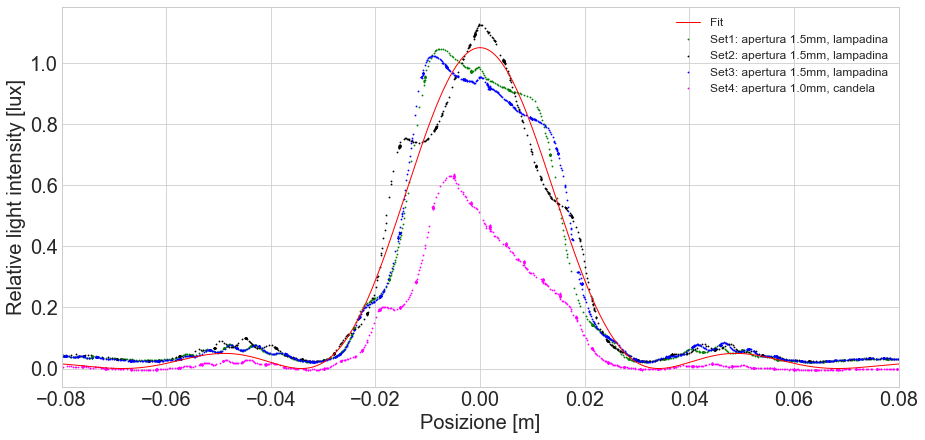 Fit
Set1: apertura 1.5mm, lampadina
Set2: apertura 1.5mm, lampadina
Set3: apertura 1.5mm, lampadina
Set4: apertura 1.0mm, candela
Relative light intensity [lux]
1.0
0.8
0.6
0.4
0.2
0.0
−0.08 −0.06 −0.04 −0.02 0.00 0.02 0.04 0.06 0.08
Posizione [m]